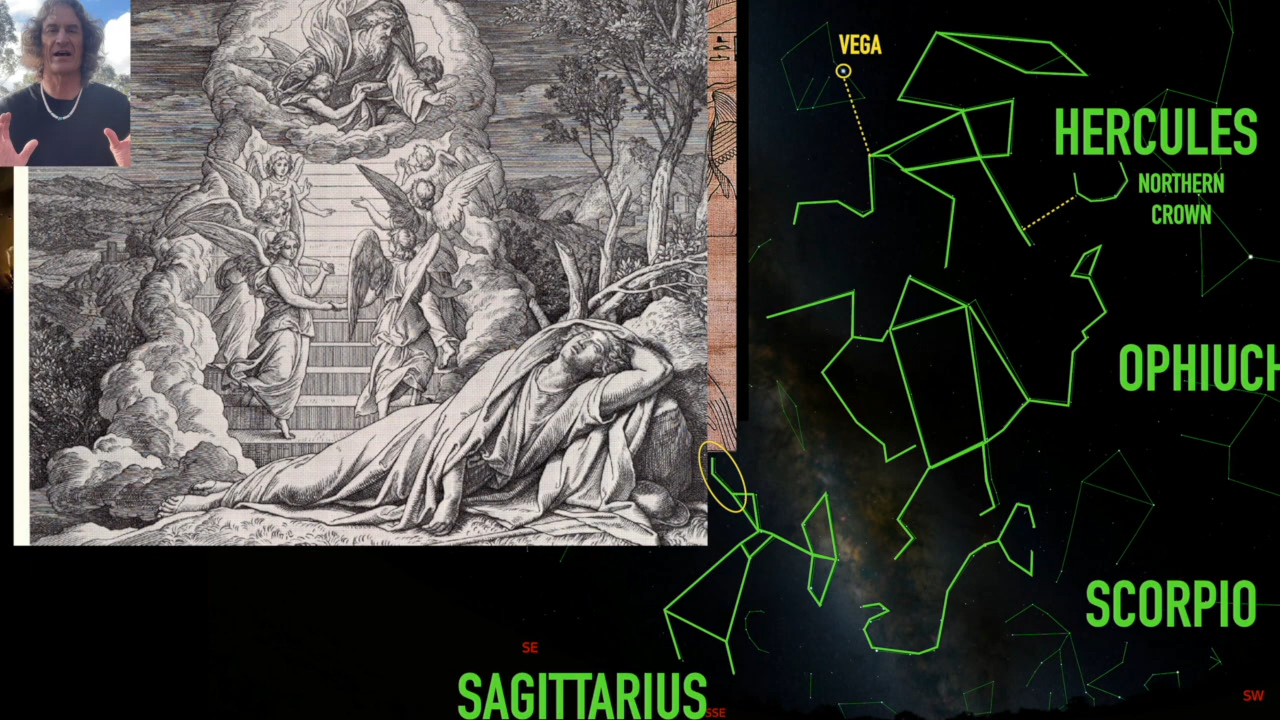 VEGA
HERCULES
NORTHERN
CROWN
OPHIUCH
SCORPIO
SE
SAGITTARIUS
SSE
SW